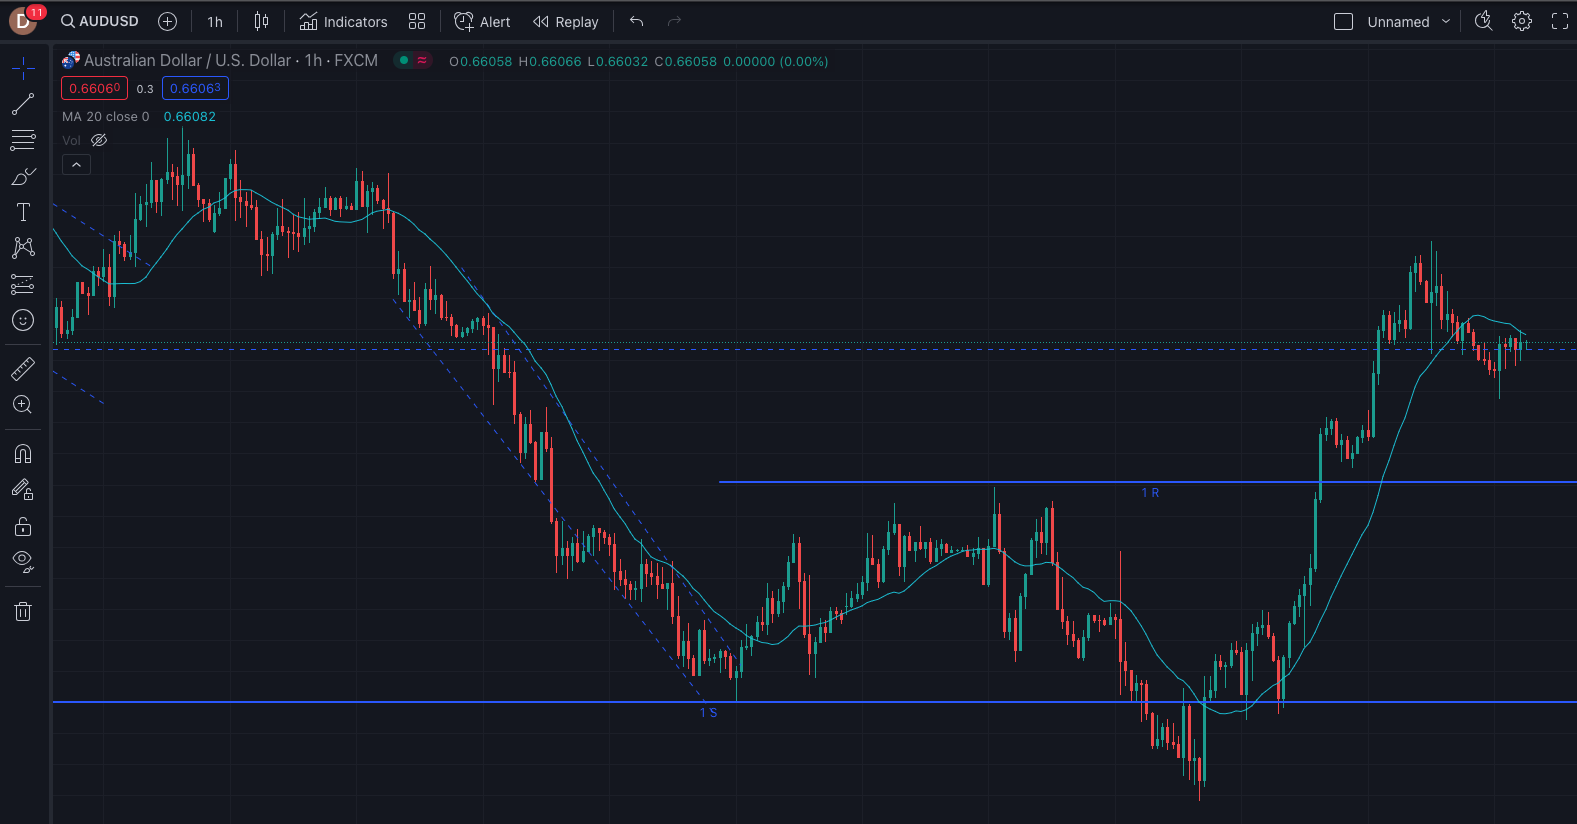 D 11 AUDUSD 1h Indicators Alert Replay Unnamed
Australian Dollar / U.S. Dollar · 1h · FXCM O0.66058 H0.66066 L0.66032 C0.66058 0.00000 (0.00%)
0.66060 0.3 0.66063
MA 20 close 0 0.66082
Vol
T
1 R
1 S